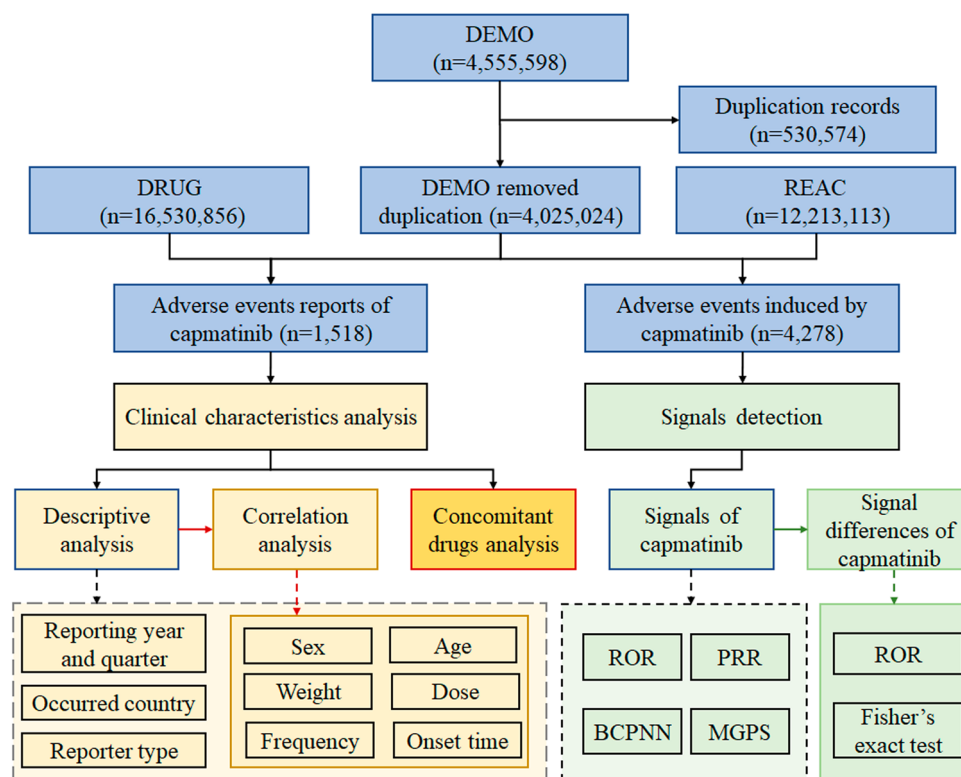 DEMO
(n=4,555,598)
Duplication records
(n=530,574)
DRUG
(n=16,530,856)
DEMO removed
duplication (n=4,025,024)
REAC
(n=12,213,113)
Adverse events reports of
capmatinib (n=1,518)
Adverse events induced by
capmatinib (n=4,278)
Clinical characteristics analysis
Signals detection
Descriptive
analysis
Correlation
analysis
Concomitant
drugs analysis
Signals of
capmatinib
Signal
differences of
capmatinib
Reporting year
and quarter
Occurred country
Reporter type
Sex
Age
Weight
Dose
Frequency
Onset time
ROR
PRR
BCPNN
MGPS
ROR
Fisher's
exact test